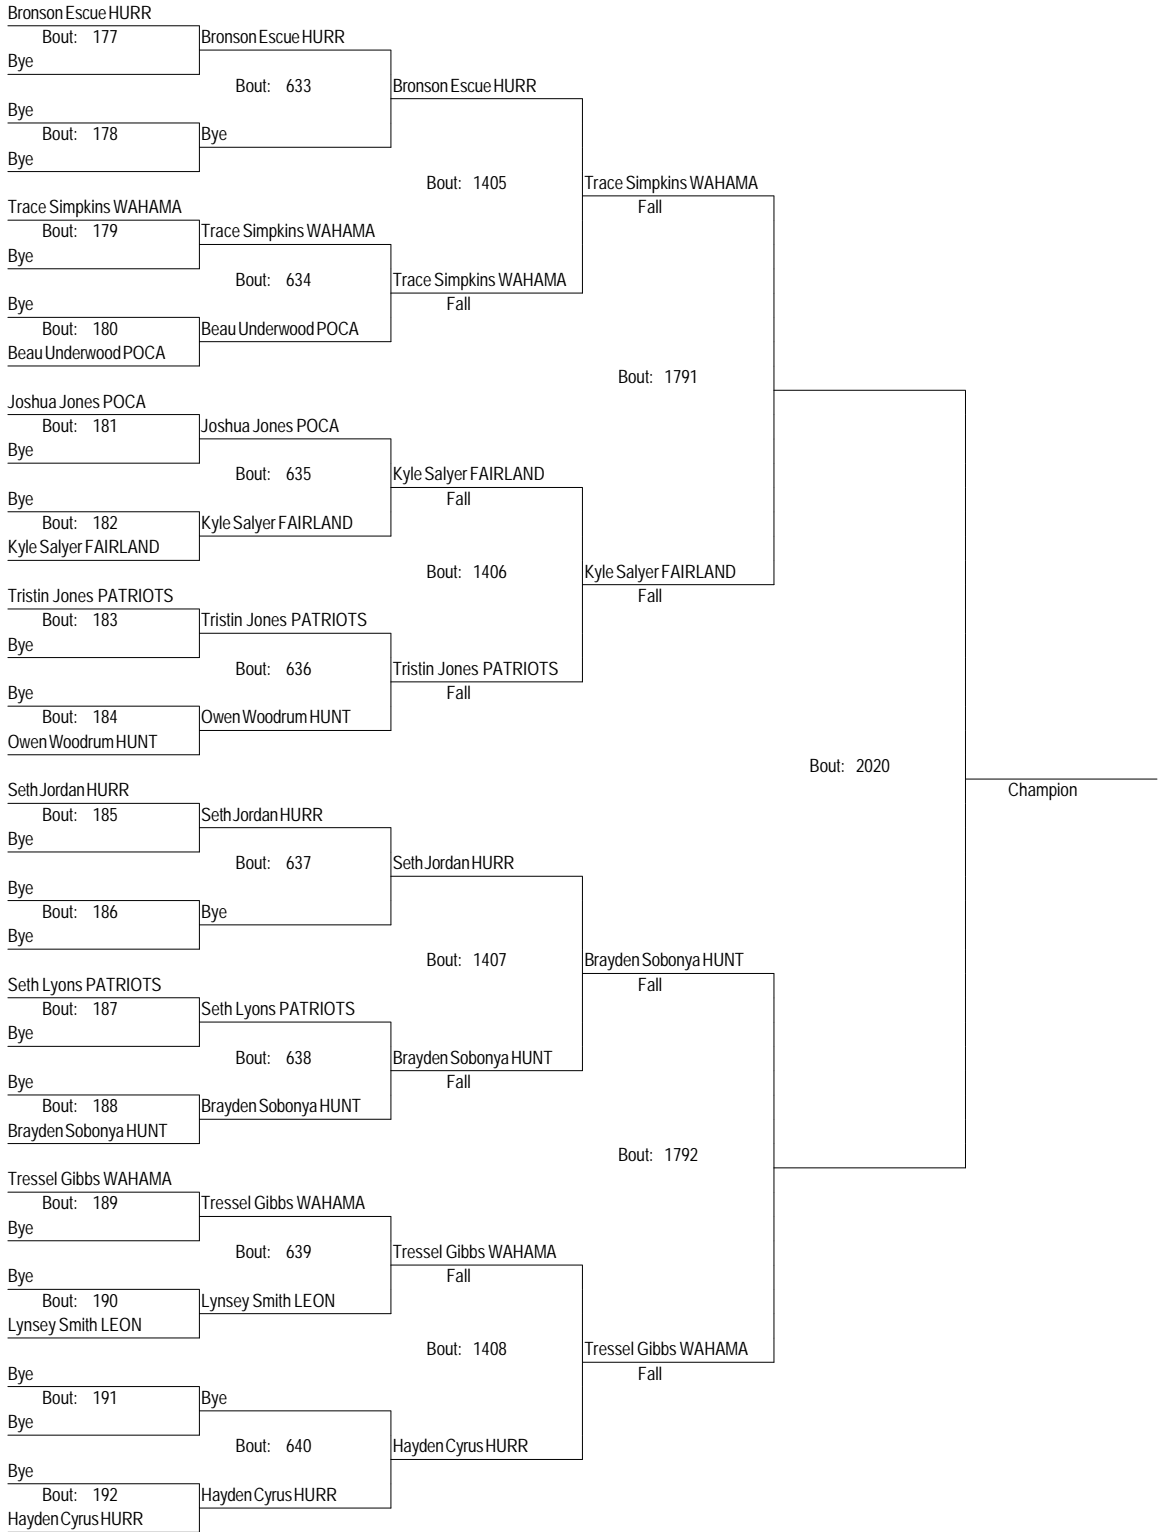 Bronson Escue HURR
Bout: 177
Bronson Escue HURR
Bye
Bout: 633
Bronson Escue HURR
Bye
Bout: 178
Bye
Bye
Bout: 1405
Trace Simpkins WAHAMA
Fall
Trace Simpkins WAHAMA
Bout: 179
Trace Simpkins WAHAMA
Bye
Bout: 634
Trace Simpkins WAHAMA
Fall
Bye
Bout: 180
Beau Underwood POCA
Beau Underwood POCA
Bout: 1791
Joshua Jones POCA
Bout: 181
Joshua Jones POCA
Bye
Bout: 635
Kyle Salyer FAIRLAND
Fall
Bye
Bout: 182
Kyle Salyer FAIRLAND
Kyle Salyer FAIRLAND
Bout: 1406
Kyle Salyer FAIRLAND
Fall
Tristin Jones PATRIOTS
Bout: 183
Tristin Jones PATRIOTS
Bye
Bout: 636
Tristin Jones PATRIOTS
Fall
Bye
Bout: 184
Owen Woodrum HUNT
Owen Woodrum HUNT
Bout: 2020
Champion
Seth Jordan HURR
Bout: 185
Seth Jordan HURR
Bye
Bout: 637
Seth Jordan HURR
Bye
Bout: 186
Bye
Bye
Bout: 1407
Brayden Sobonya HUNT
Fall
Seth Lyons PATRIOTS
Bout: 187
Seth Lyons PATRIOTS
Bye
Bout: 638
Brayden Sobonya HUNT
Fall
Bye
Bout: 188
Brayden Sobonya HUNT
Brayden Sobonya HUNT
Bout: 1792
Tressel Gibbs WAHAMA
Bout: 189
Tressel Gibbs WAHAMA
Bye
Bout: 639
Tressel Gibbs WAHAMA
Fall
Bye
Bout: 190
Lynsey Smith LEON
Lynsey Smith LEON
Bout: 1408
Tressel Gibbs WAHAMA
Fall
Bye
Bout: 191
Bye
Bye
Bout: 640
Hayden Cyrus HURR
Bye
Bout: 192
Hayden Cyrus HURR
Hayden Cyrus HURR